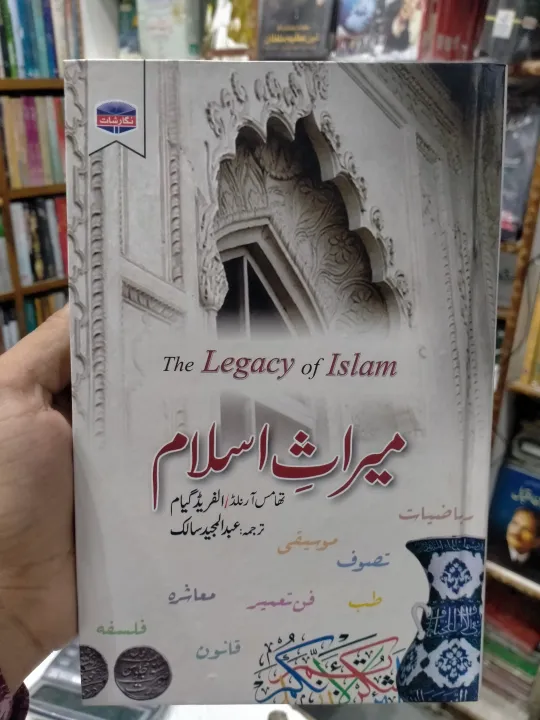 نگارشات
The Legacy of Islam
میراثِ اسلام
تھامس آرنلڈ/الفریڈ گیام
ترجمہ: عبدالمجید سالک
ریاضیات
موسیقی
تصوف
طب
فن تعمیر
معاشرہ
فلسفہ
قانون